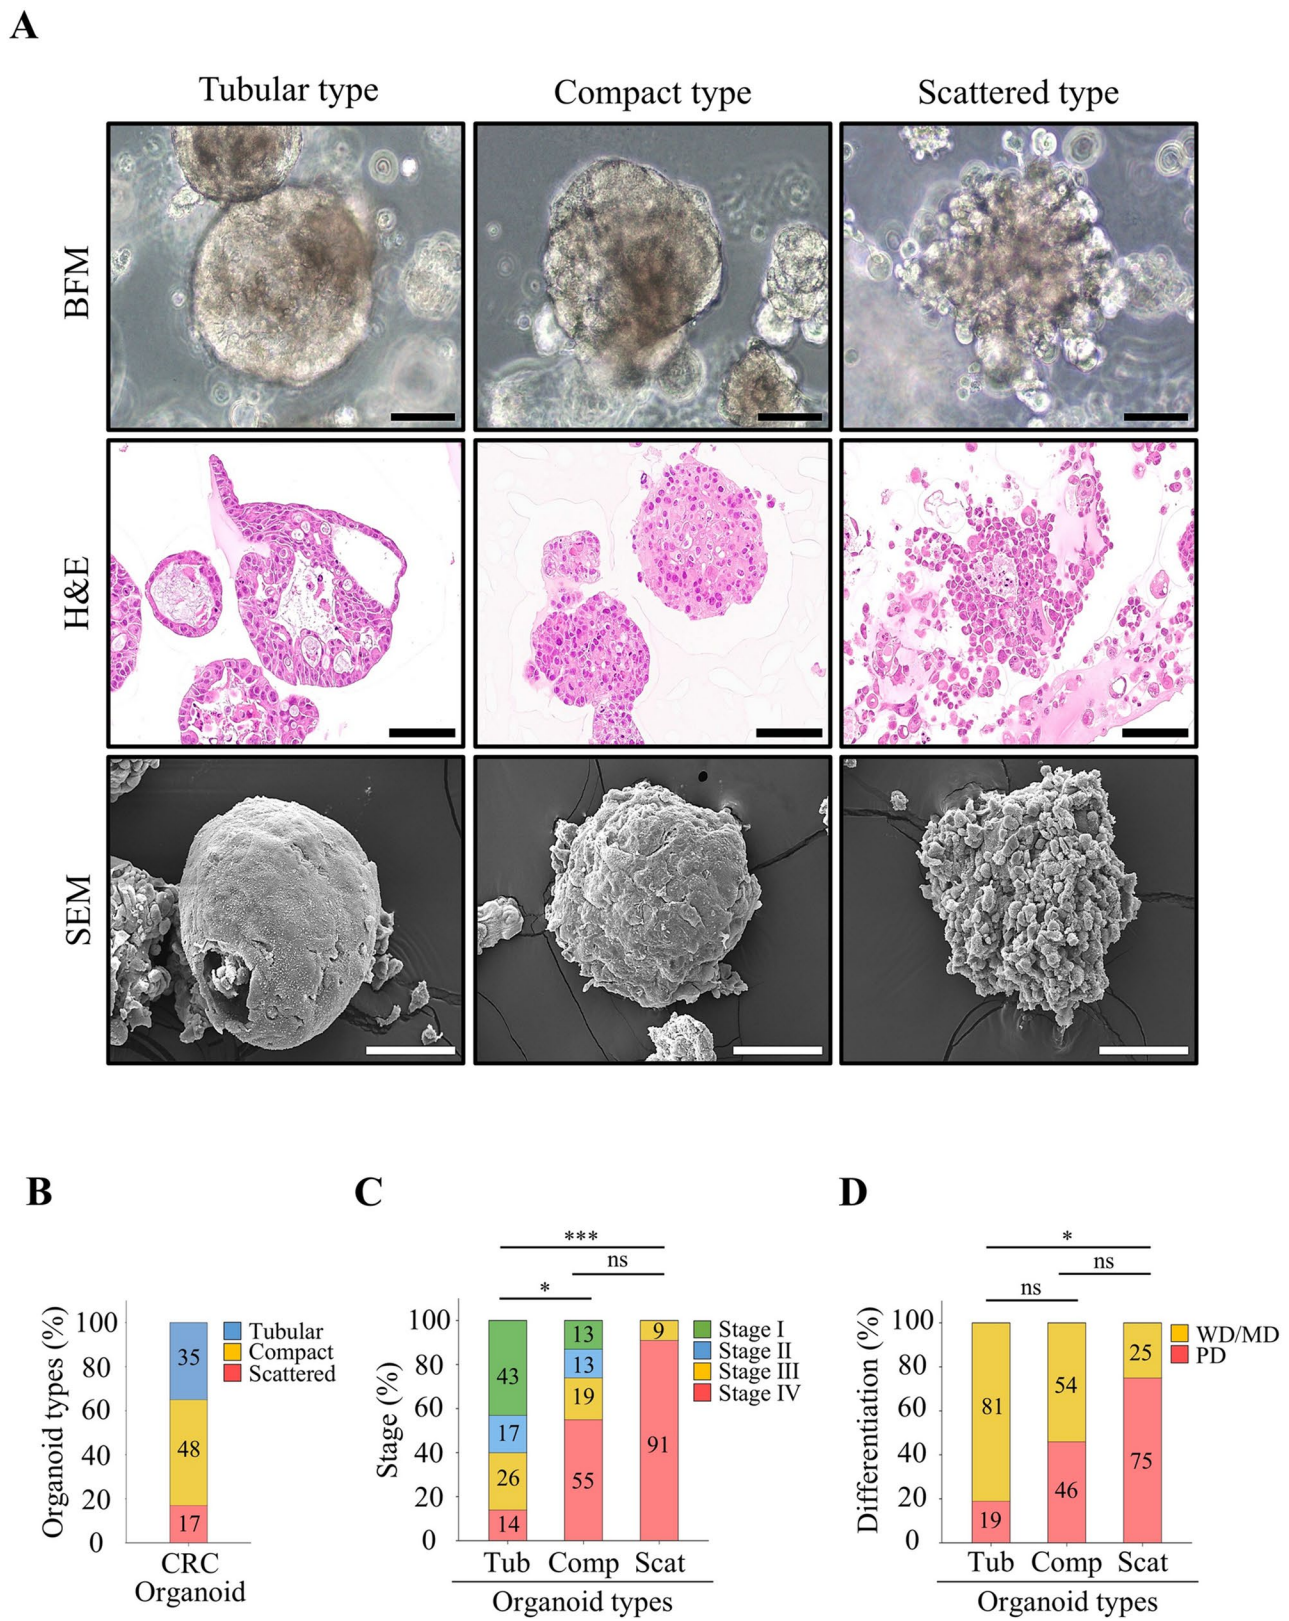 A
Tubular type
Compact type
Scattered type
BFM
H&E
SEM
B
Organoid types (%)
100
80
60
40
20
0
35
48
17
Tubular
Compact
Scattered
CRC
Organoid
C
***
ns
*
Stage (%)
100
80
60
40
20
0
43
17
26
14
13
13
19
55
9
91
Stage I
Stage II
Stage III
Stage IV
Tub Comp Scat
Organoid types
D
*
ns
ns
Differentiation (%)
100
80
60
40
20
0
81
19
54
46
25
75
WD/MD
PD
Tub Comp Scat
Organoid types